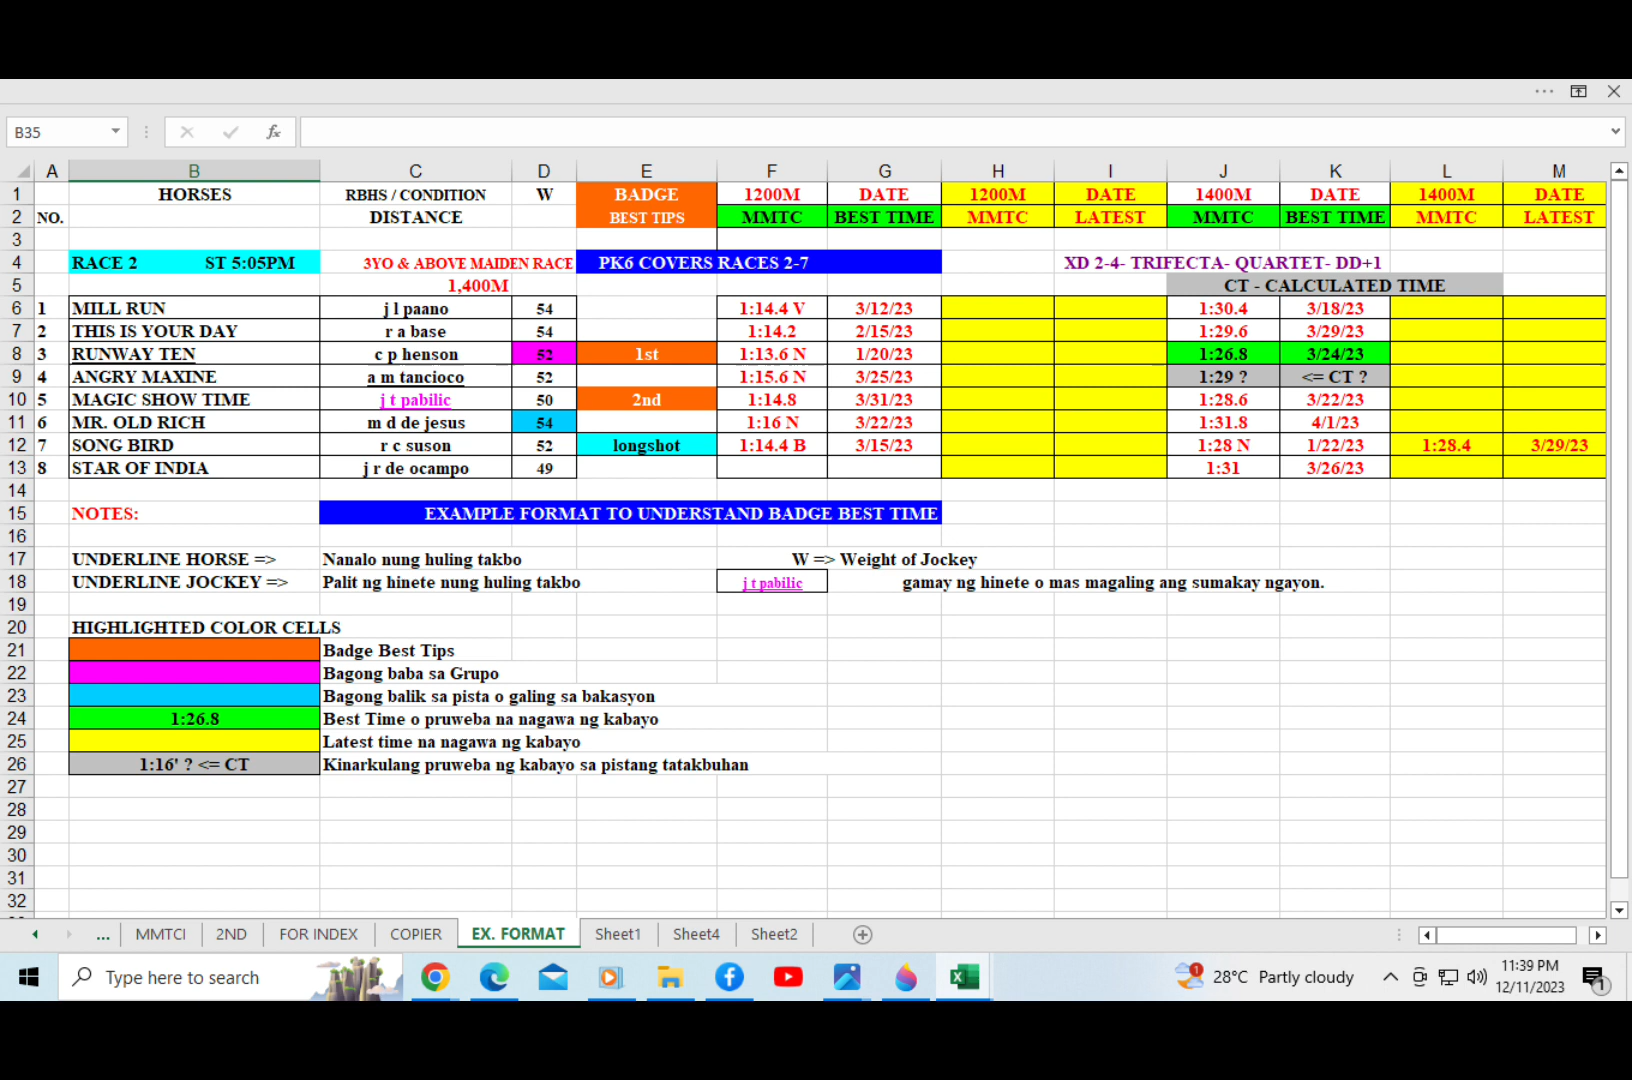 B35 fx
A B C D E F G H I J K L M
1 HORSES RBHS / CONDITION W BADGE 1200M DATE 1200M DATE 1400M DATE 1400M DATE
2 NO. DISTANCE BEST TIPS MMTC BEST TIME MMTC LATEST MMTC BEST TIME MMTC LATEST
3
4 RACE 2 ST 5:05PM 3YO & ABOVE MAIDEN RACE PK6 COVERS RACES 2-7 XD 2-4- TRIFECTA- QUARTET- DD+1
5 1,400M CT - CALCULATED TIME
6 1 MILL RUN j l paano 54 1:14.4 V 3/12/23 1:30.4 3/18/23
7 2 THIS IS YOUR DAY r a base 54 1:14.2 2/15/23 1:29.6 3/29/23
8 3 RUNWAY TEN c p henson 52 1st 1:13.6 N 1/20/23 1:26.8 3/24/23
9 4 ANGRY MAXINE a m tancioco 52 1:15.6 N 3/25/23 1:29 ? <= CT ?
10 5 MAGIC SHOW TIME j t pabilic 50 2nd 1:14.8 3/31/23 1:28.6 3/22/23
11 6 MR. OLD RICH m d de jesus 54 1:16 N 3/22/23 1:31.8 4/1/23
12 7 SONG BIRD r c suson 52 longshot 1:14.4 B 3/15/23 1:28 N 1/22/23 1:28.4 3/29/23
13 8 STAR OF INDIA j r de ocampo 49 1:31 3/26/23
14
15 NOTES: EXAMPLE FORMAT TO UNDERSTAND BADGE BEST TIME
16
17 UNDERLINE HORSE => Nanalo nung huling takbo W => Weight of Jockey
18 UNDERLINE JOCKEY => Palit ng hinete nung huling takbo j t pabilic gamay ng hinete o mas magaling ang sumakay ngayon.
19
20 HIGHLIGHTED COLOR CELLS
21 Badge Best Tips
22 Bagong baba sa Grupo
23 Bagong balik sa pista o galing sa bakasyon
24 1:26.8 Best Time o pruweba na nagawa ng kabayo
25 Latest time na nagawa ng kabayo
26 1:16' ? <= CT Kinarkulang pruweba ng kabayo sa pistang tatakbuhan
27
28
29
30
31
32
... MMTCI 2ND FOR INDEX COPIER EX. FORMAT Sheet1 Sheet4 Sheet2
Type here to search 28°C Partly cloudy 11:39 PM
12/11/2023